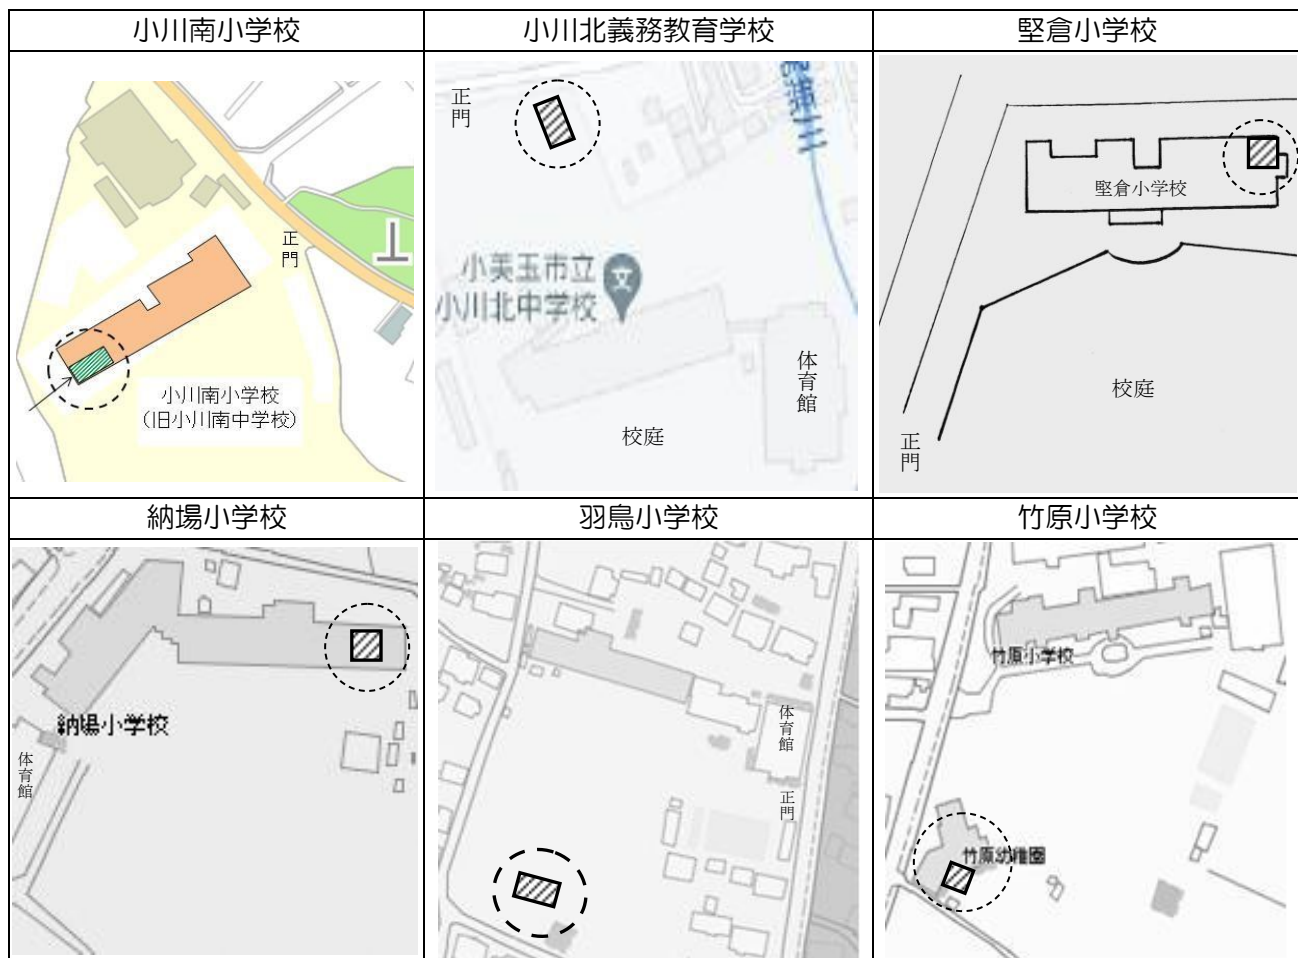 小川南小学校
小川北義務教育学校
堅倉小学校
正門
小川南小学校
(旧小川南中学校)
正門
小美玉市立
小川北中学校
文
体育館
校庭
堅倉小学校
校庭
正門
納場小学校
羽鳥小学校
竹原小学校
納場小学校
体育館
体育館
正門
竹原小学校
竹原幼稚園